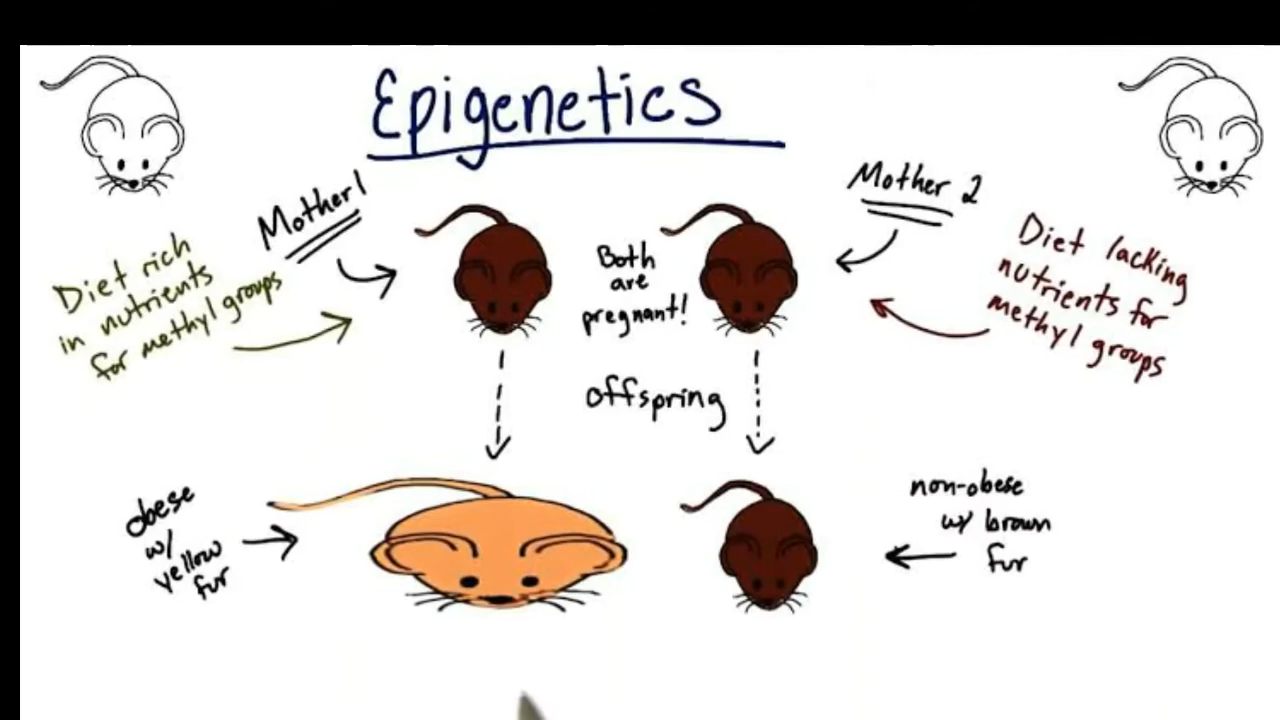 Epigenetics
Mother 1
Mother 2
Diet rich
in nutrients
for methyl groups
Both
are
pregnant!
Diet lacking
nutrients for
methyl groups
offspring
obese
w/
yellow
fur
non-obese
w/ brown
fur